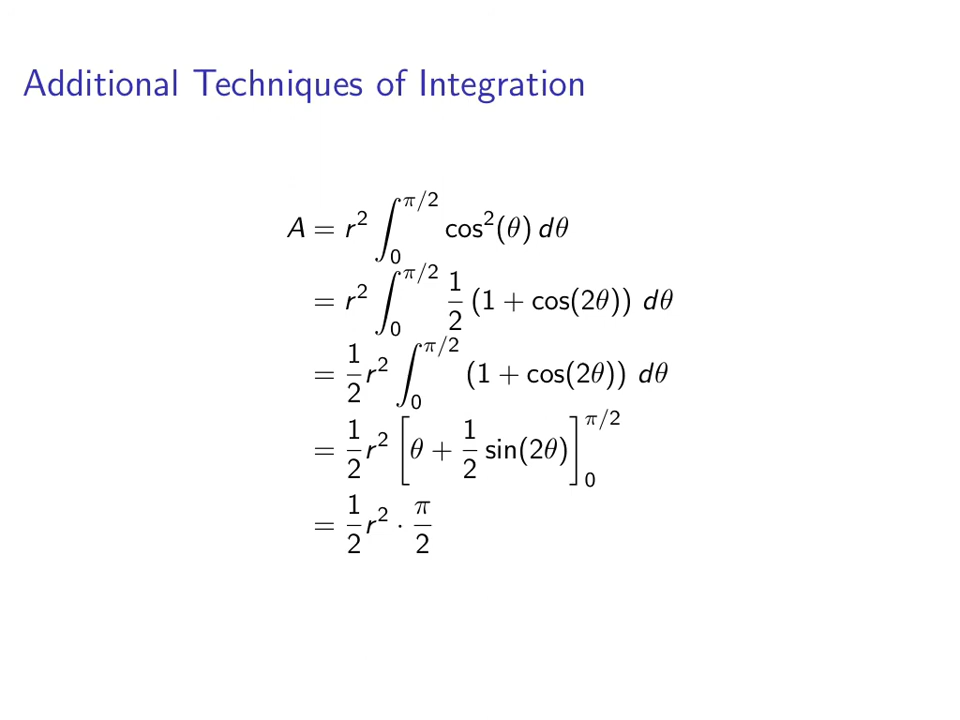 Additional Techniques of Integration
A = r² ∫₀^{π/2} cos²(θ) dθ
= r² ∫₀^{π/2} 1/2 (1 + cos(2θ)) dθ
= 1/2 r² ∫₀^{π/2} (1 + cos(2θ)) dθ
= 1/2 r² [θ + 1/2 sin(2θ)]₀^{π/2}
= 1/2 r² · π/2